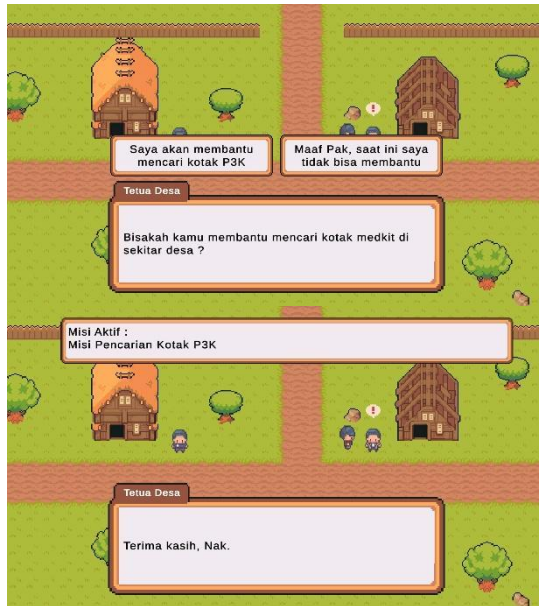 Saya akan membantu
mencari kotak P3K
Maaf Pak, saat ini saya
tidak bisa membantu
Tetua Desa
Bisakah kamu membantu mencari kotak medkit di
sekitar desa ?
Misi Aktif :
Misi Pencarian Kotak P3K
Tetua Desa
Terima kasih, Nak.